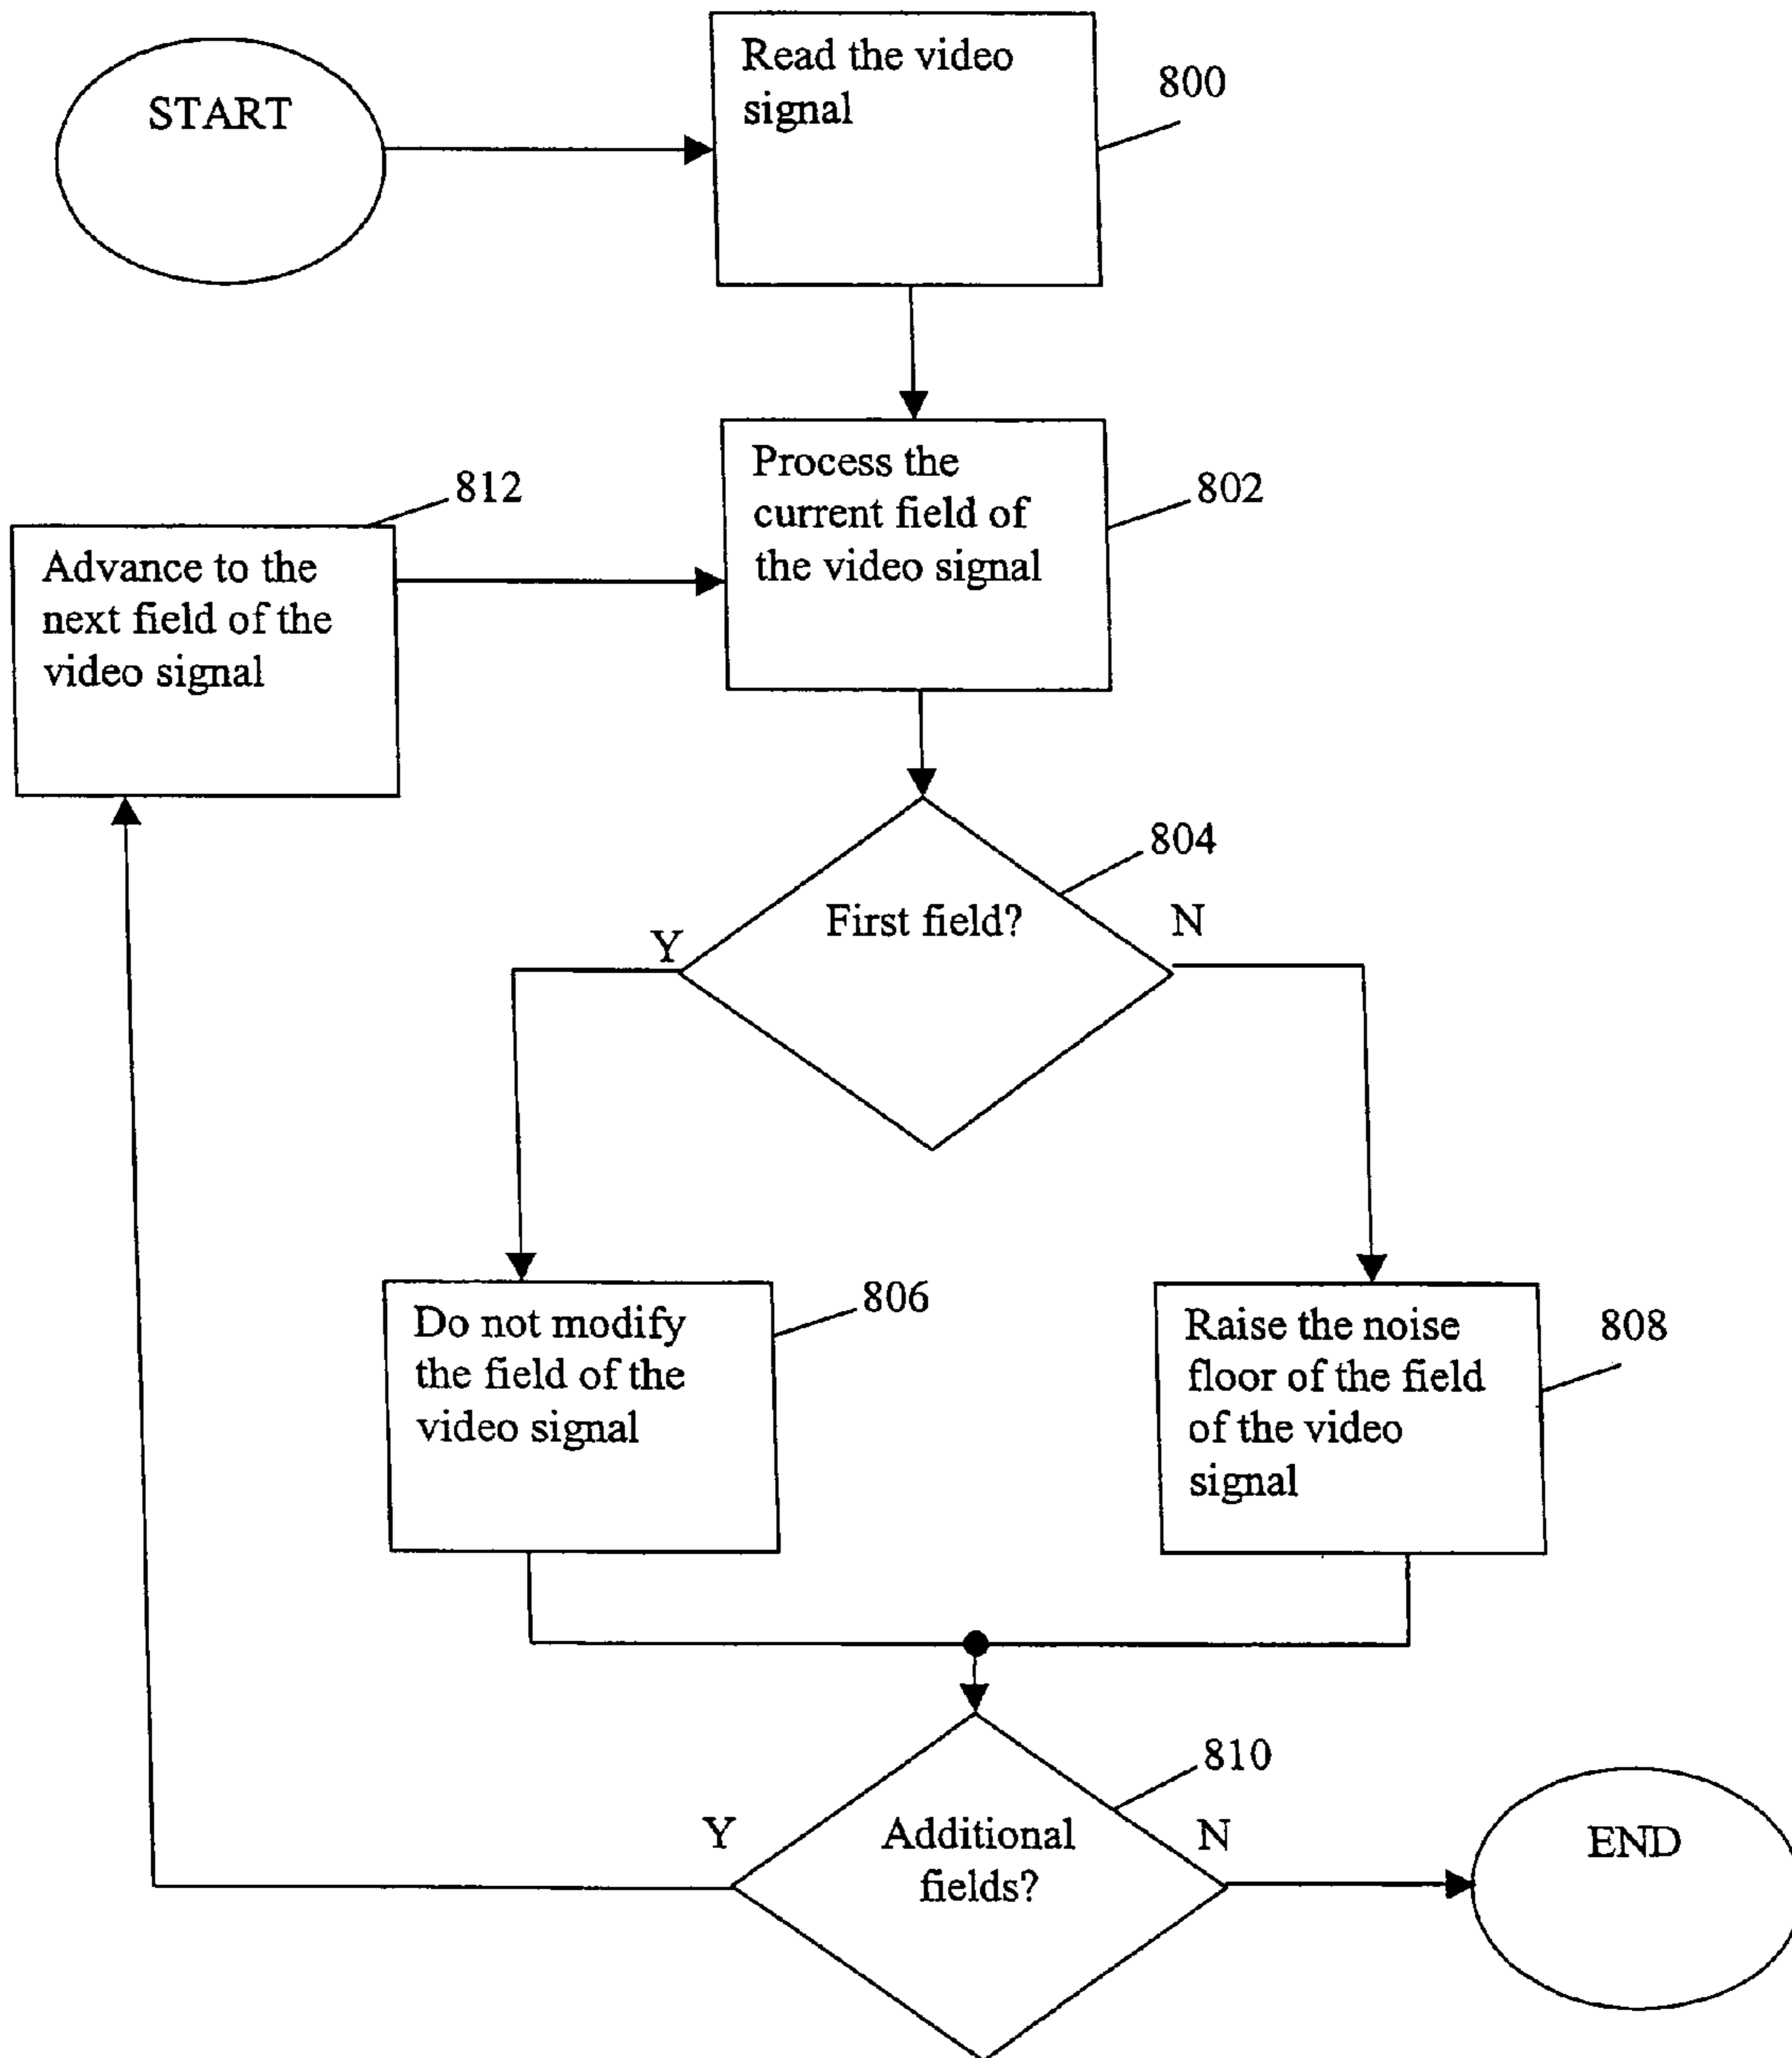 START
Read the video
signal
800
812
Advance to the
next field of the
video signal
Process the
current field of
the video signal
802
804
First field?
Y
N
Do not modify
the field of the
video signal
806
Raise the noise
floor of the field
of the video
signal
808
810
Y
Additional
fields?
N
END